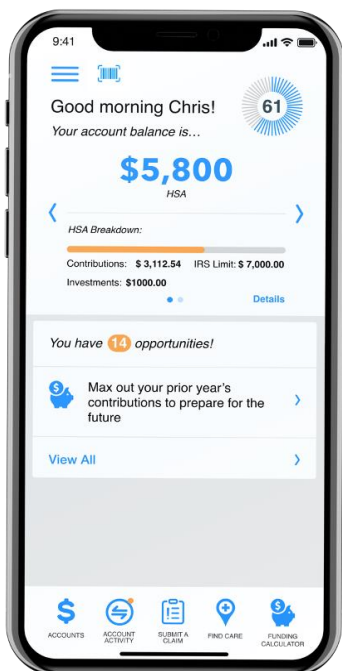 9:41
Good morning Chris!
61
Your account balance is...
$5,800
HSA
HSA Breakdown:
Contributions: $ 3,112.54 IRS Limit: $ 7,000.00
Investments: $1000.00
Details
You have 14 opportunities!
Max out your prior year's
contributions to prepare for the
future
View All
ACCOUNTS
ACCOUNT
ACTIVITY
SUBMIT A
CLAIM
FIND CARE
FUNDING
CALCULATOR